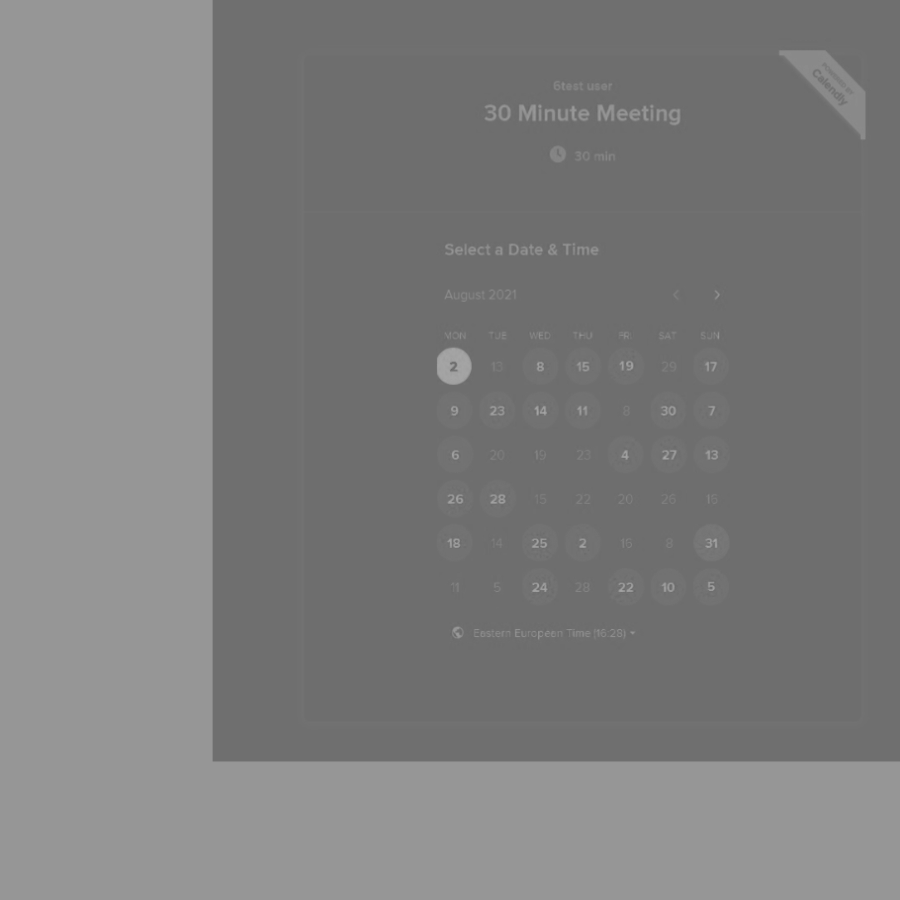 POWERED BY
Calendly
6test user
30 Minute Meeting
30 min
Select a Date & Time
August 2021
MON TUE WED THU FRI SAT SUN
2 13 8 15 19 29 17
9 23 14 11 8 30 7
6 20 19 23 4 27 13
26 28 15 22 20 26 15
18 14 25 2 16 8 31
11 5 24 28 22 10 5
Eastern European Time (16:28)